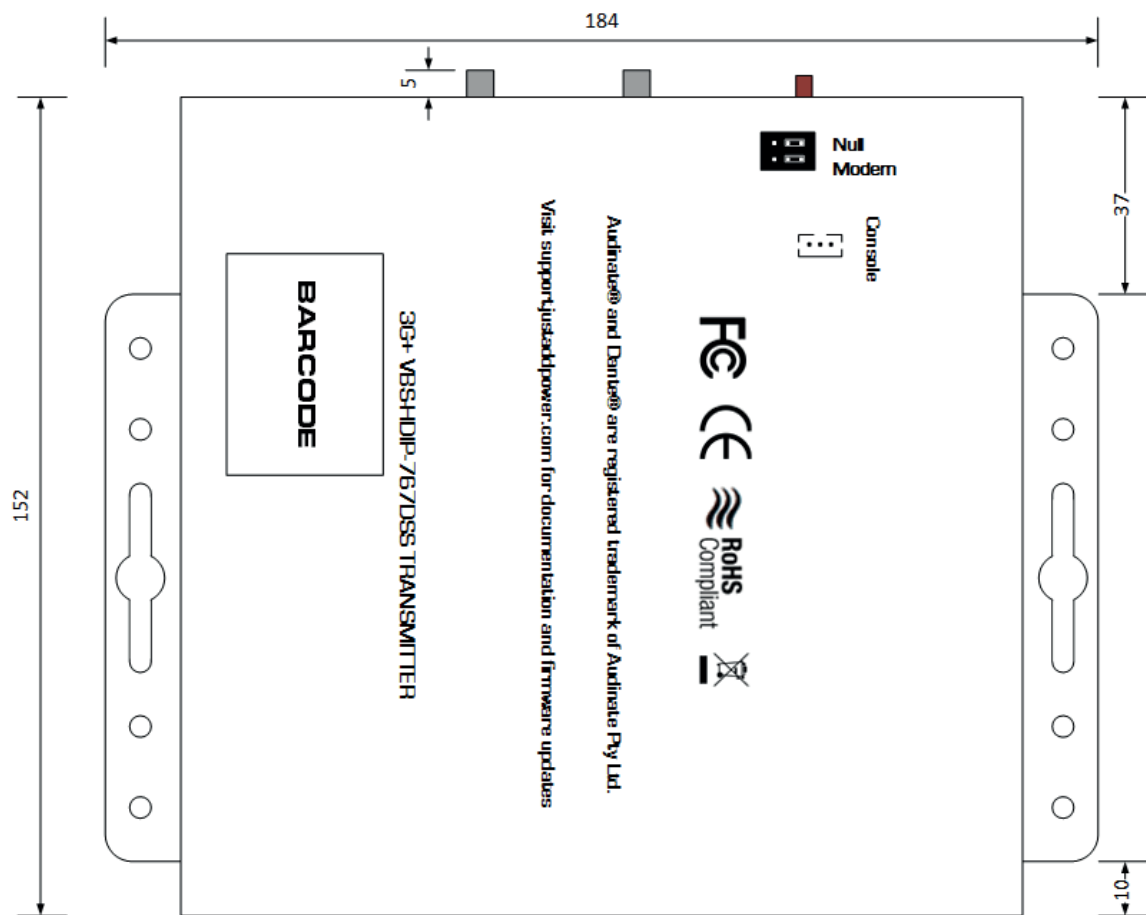 184
5
152
37
10
Null
Modem
Console
BARCODE
3G+ VBS-HDIP-767DSS TRANSMITTER
Visit support.justaddpower.com for documentation and firmware updates
Audinate® and Dante® are registered trademark of Audinate Pty Ltd.
FC
CE
RoHS
Compliant